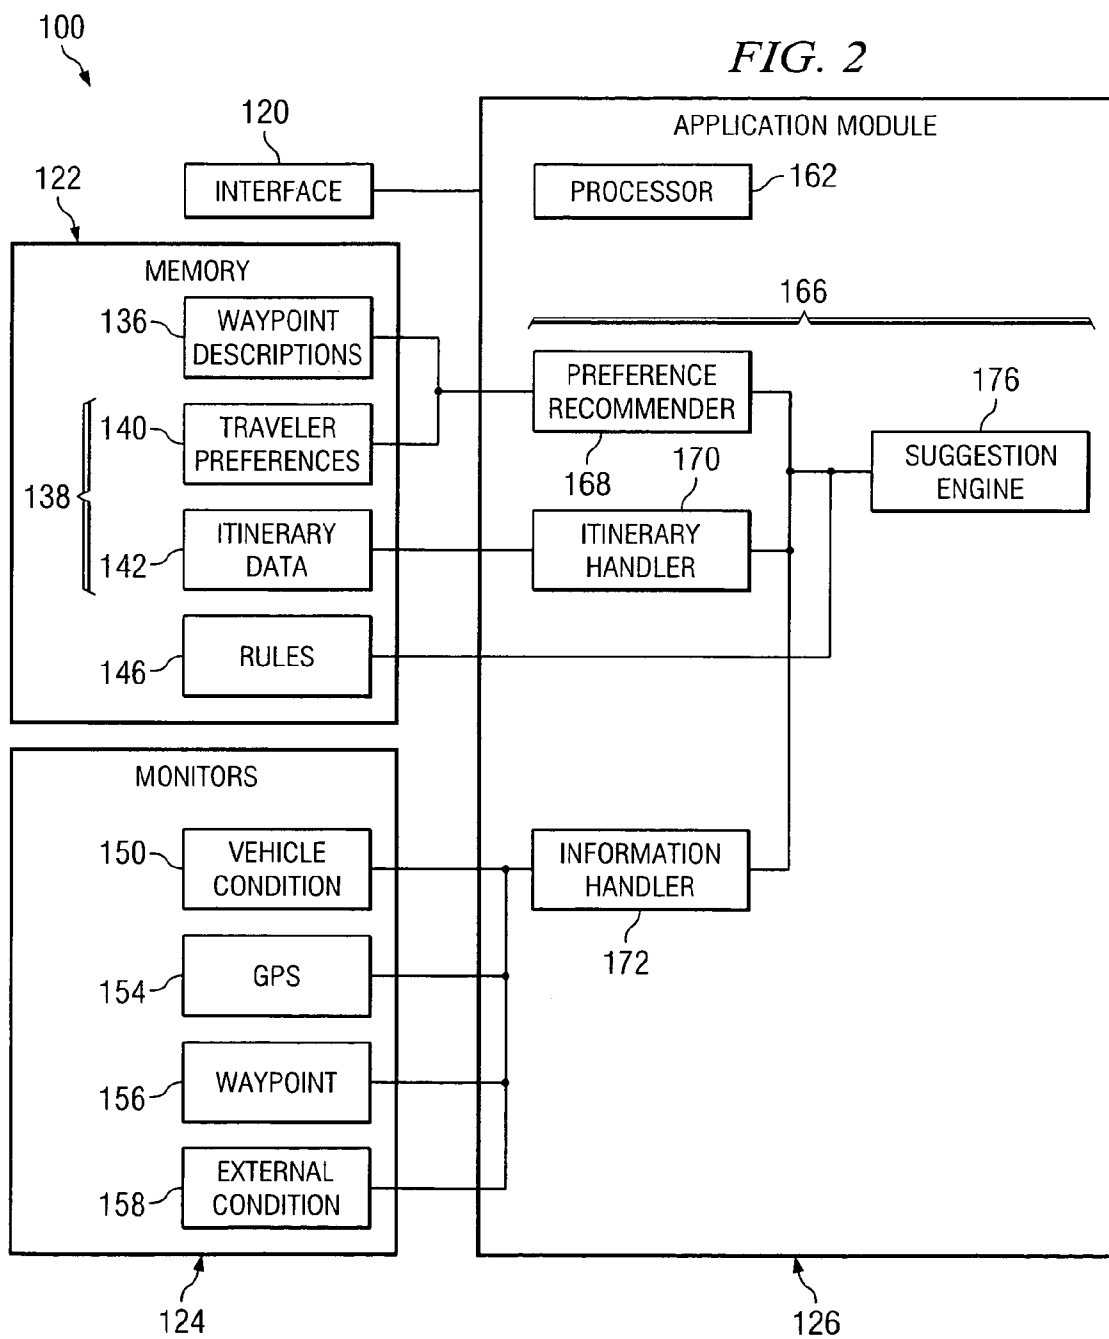 100
FIG. 2
120
APPLICATION MODULE
122
INTERFACE
PROCESSOR
162
MEMORY
136
WAYPOINT
DESCRIPTIONS
166
PREFERENCE
RECOMMENDER
176
140
TRAVELER
PREFERENCES
168
170
SUGGESTION
ENGINE
138
142
ITINERARY
DATA
ITINERARY
HANDLER
146
RULES
MONITORS
150
VEHICLE
CONDITION
INFORMATION
HANDLER
172
154
GPS
156
WAYPOINT
158
EXTERNAL
CONDITION
124
126